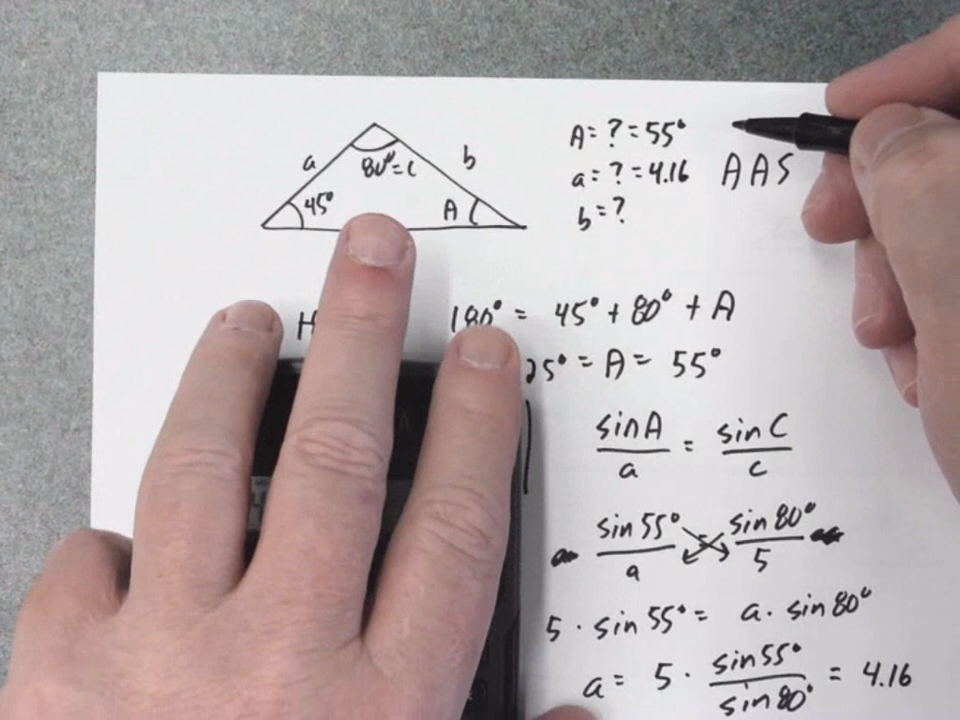 a
80° = C
b
45°
A
A = ? = 55°
a = ? = 4.16
b = ?
A A S
H
180° = 45° + 80° + A
25° = A = 55°
sin A / a = sin C / c
sin 55° / a = sin 80° / 5
5 · sin 55° = a · sin 80°
a = 5 · sin 55° / sin 80° = 4.16